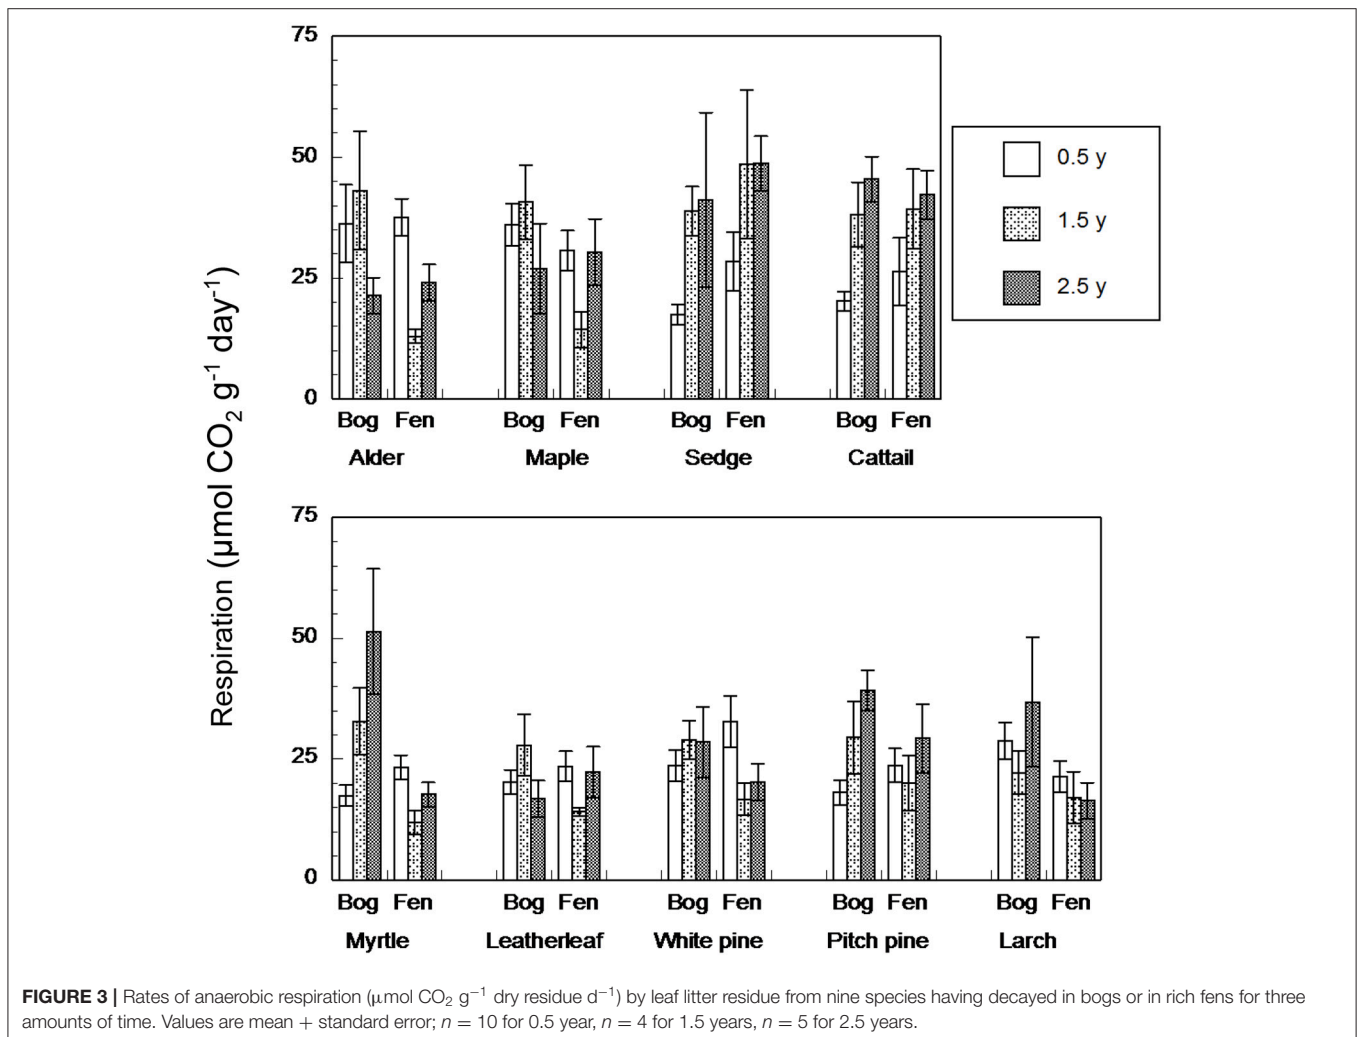 75
50
25
0
Bog Fen Bog Fen Bog Fen Bog Fen
Alder Maple Sedge Cattail
0.5 y
1.5 y
2.5 y
Respiration (µmol CO₂ g⁻¹ day⁻¹)
75
50
25
0
Bog Fen Bog Fen Bog Fen Bog Fen Bog Fen
Myrtle Leatherleaf White pine Pitch pine Larch
FIGURE 3 | Rates of anaerobic respiration (µmol CO₂ g⁻¹ dry residue d⁻¹) by leaf litter residue from nine species having decayed in bogs or in rich fens for three
amounts of time. Values are mean + standard error; n = 10 for 0.5 year, n = 4 for 1.5 years, n = 5 for 2.5 years.